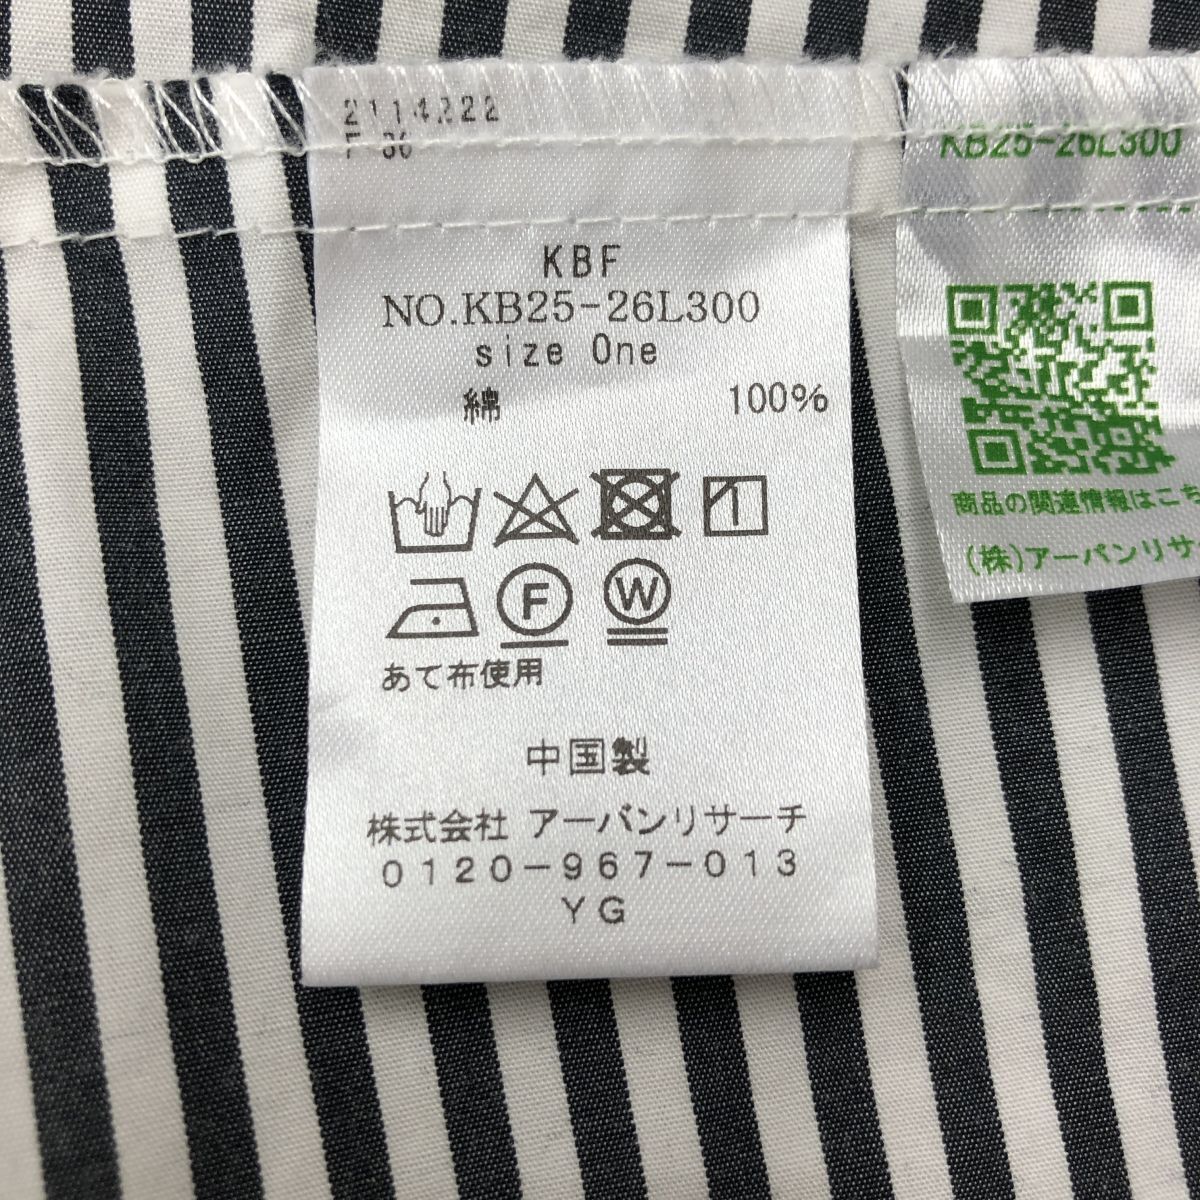 2114222
F 36
KBF
NO.KB25-26L300
size One
綿 100%
F W
あて布使用
中国製
株式会社 アーバンリサーチ
0120-967-013
YG
KB25-26L300
商品の関連情報はこち
(株)アーバンリサ